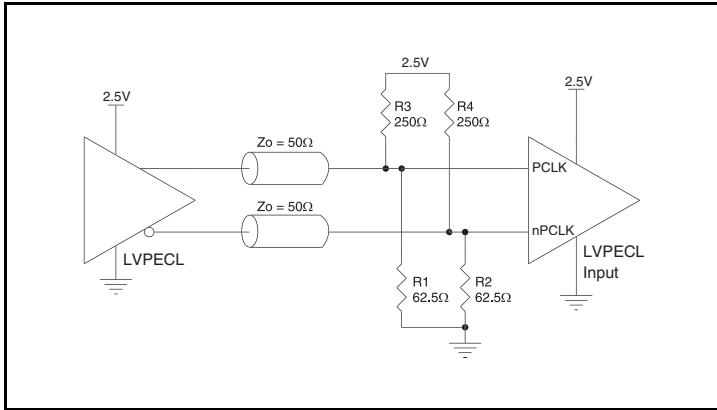 2.5V
2.5V
2.5V
R3
250Ω
R4
250Ω
Zo = 50Ω
PCLK
Zo = 50Ω
nPCLK
LVPECL
LVPECL
Input
R1
62.5Ω
R2
62.5Ω